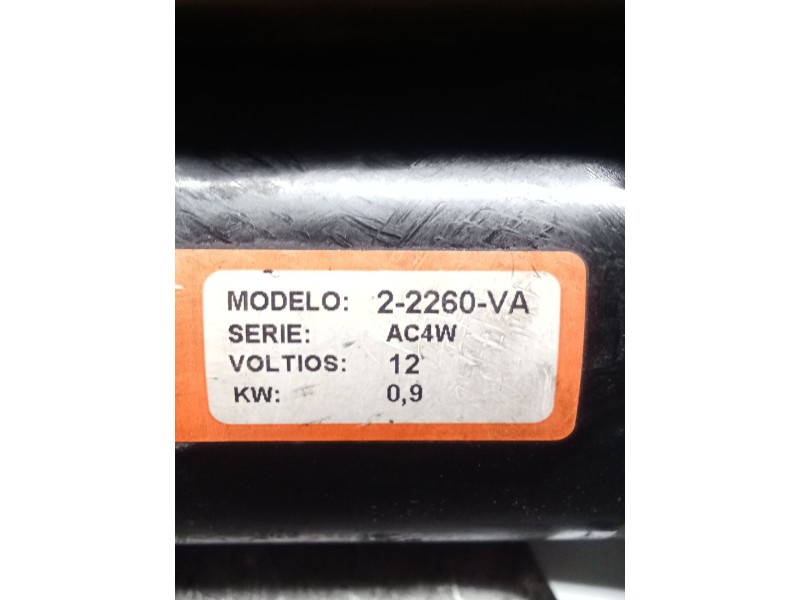 MODELO: 2-2260-VA
SERIE: AC4W
VOLTIOS: 12
KW: 0,9